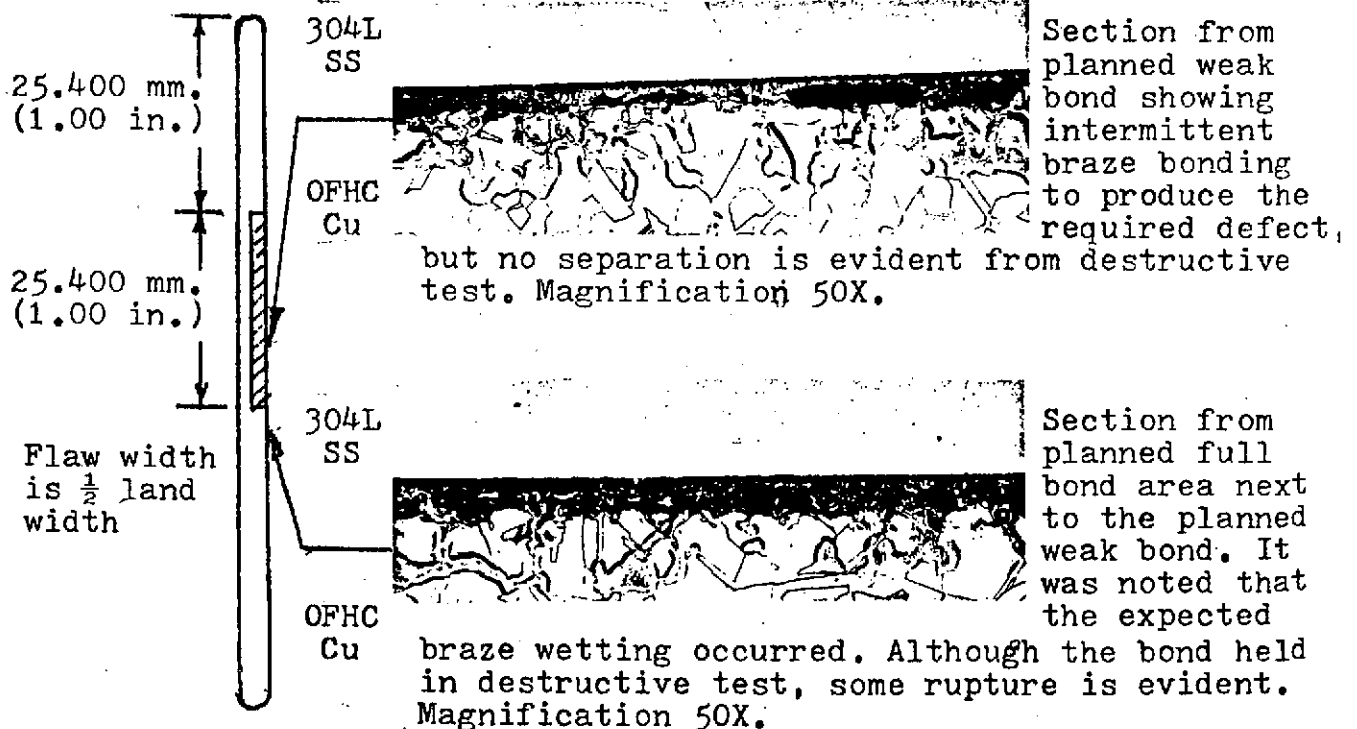 25.400 mm.
(1.00 in.)
25.400 mm.
(1.00 in.)
Flaw width
is ½ land
width
304L
SS
OFHC
Cu
Section from
planned weak
bond showing
intermittent
braze bonding
to produce the
required defect,
but no separation is evident from destructive
test. Magnification 50X.
304L
SS
OFHC
Cu
Section from
planned full
bond area next
to the planned
weak bond. It
was noted that
the expected
braze wetting occurred. Although the bond held
in destructive test, some rupture is evident.
Magnification 50X.